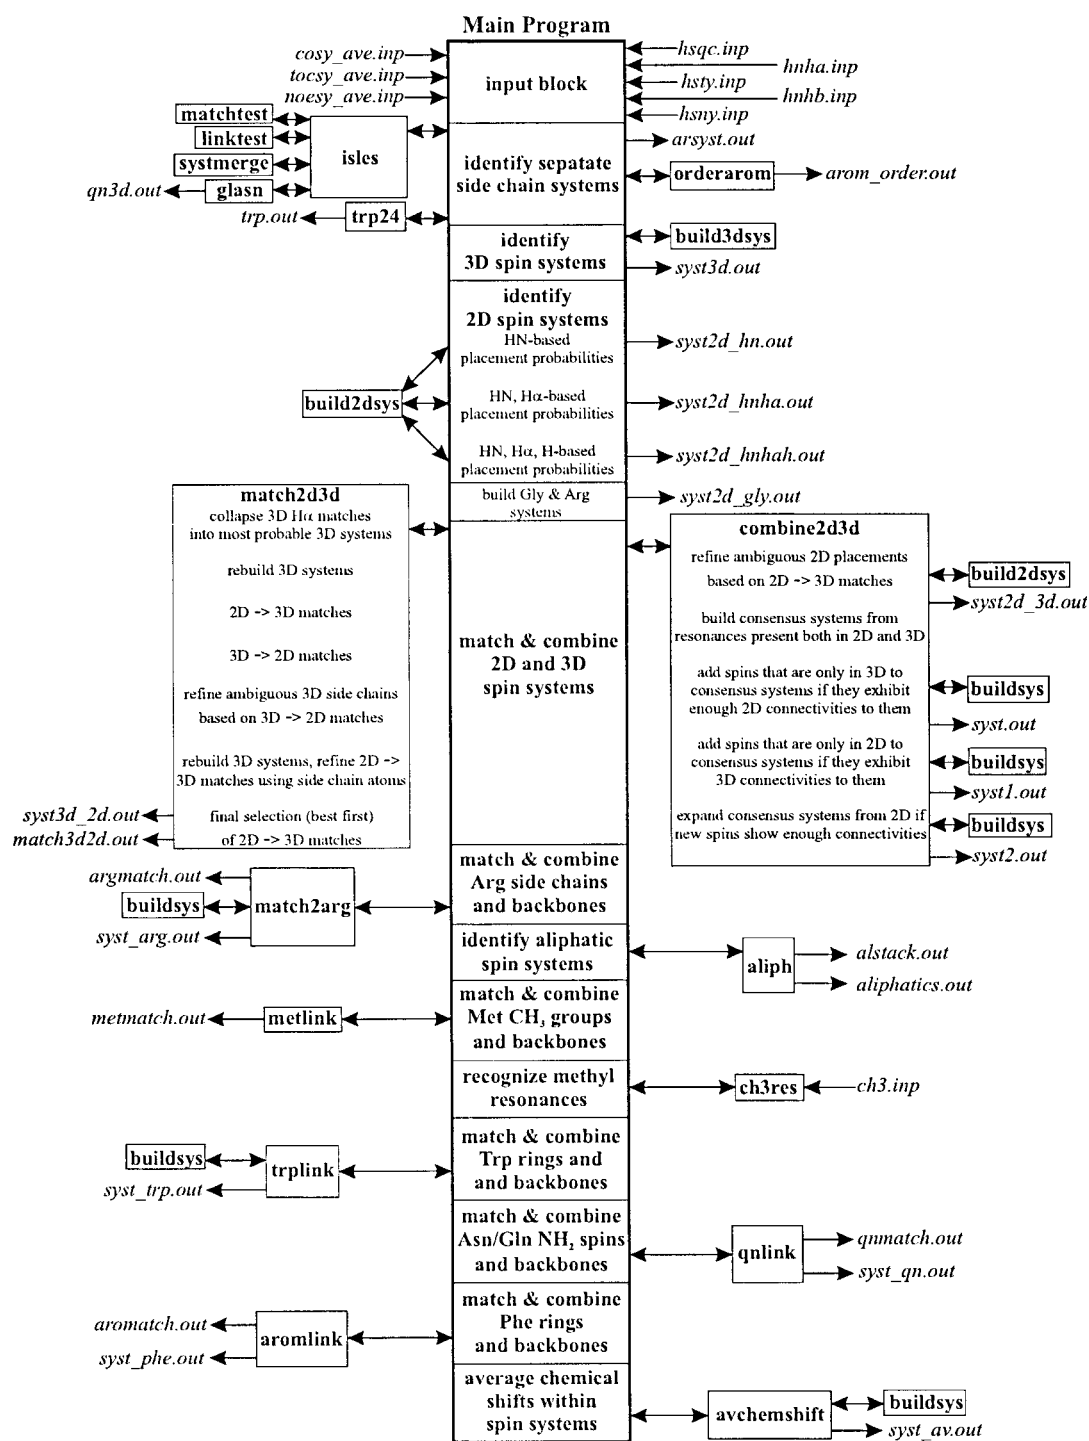 Main Program
cosy_ave.inp
tocsy_ave.inp
noesy_ave.inp
input block
hsqc.inp
hnha.inp
hsty.inp
hnhb.inp
hsny.inp
matchtest
linktest
systmerge
glasn
isles
qn3d.out
trp.out
trp24
identify sepatate
side chain systems
arsyst.out
orderarom
arom_order.out
identify
3D spin systems
build3dsys
syst3d.out
identify
2D spin systems
HN-based
placement probabilities
syst2d_hn.out
build2dsys
HN, Hα-based
placement probabilities
syst2d_hnha.out
HN, Hα, H-based
placement probabilities
syst2d_hnhah.out
build Gly & Arg
systems
syst2d_gly.out
match2d3d
collapse 3D Hα matches
into most probable 3D systems
rebuild 3D systems
2D -> 3D matches
3D -> 2D matches
refine ambiguous 3D side chains
based on 3D -> 2D matches
rebuild 3D systems, refine 2D ->
3D matches using side chain atoms
final selection (best first)
of 2D -> 3D matches
syst3d_2d.out
match3d2d.out
match & combine
2D and 3D
spin systems
combine2d3d
refine ambiguous 2D placements
based on 2D -> 3D matches
build2dsys
syst2d_3d.out
build consensus systems from
resonances present both in 2D and 3D
add spins that are only in 3D to
consensus systems if they exhibit
enough 2D connectivities to them
buildsys
syst.out
add spins that are only in 2D to
consensus systems if they exhibit
3D connectivities to them
buildsys
syst1.out
expand consensus systems from 2D if
new spins show enough connectivities
buildsys
syst2.out
argmatch.out
buildsys
syst_arg.out
match2arg
match & combine
Arg side chains
and backbones
identify aliphatic
spin systems
aliph
alstack.out
aliphatics.out
metmatch.out
metlink
match & combine
Met CH₃ groups
and backbones
recognize methyl
resonances
ch3res
ch3.inp
buildsys
syst_trp.out
trplink
match & combine
Trp rings and
and backbones
match & combine
Asn/Gln NH₂ spins
and backbones
qnlink
qnmatch.out
syst_qn.out
aromatch.out
syst_phe.out
aromlink
match & combine
Phe rings
and backbones
average chemical
shifts within
spin systems
avchemshift
buildsys
syst_av.out